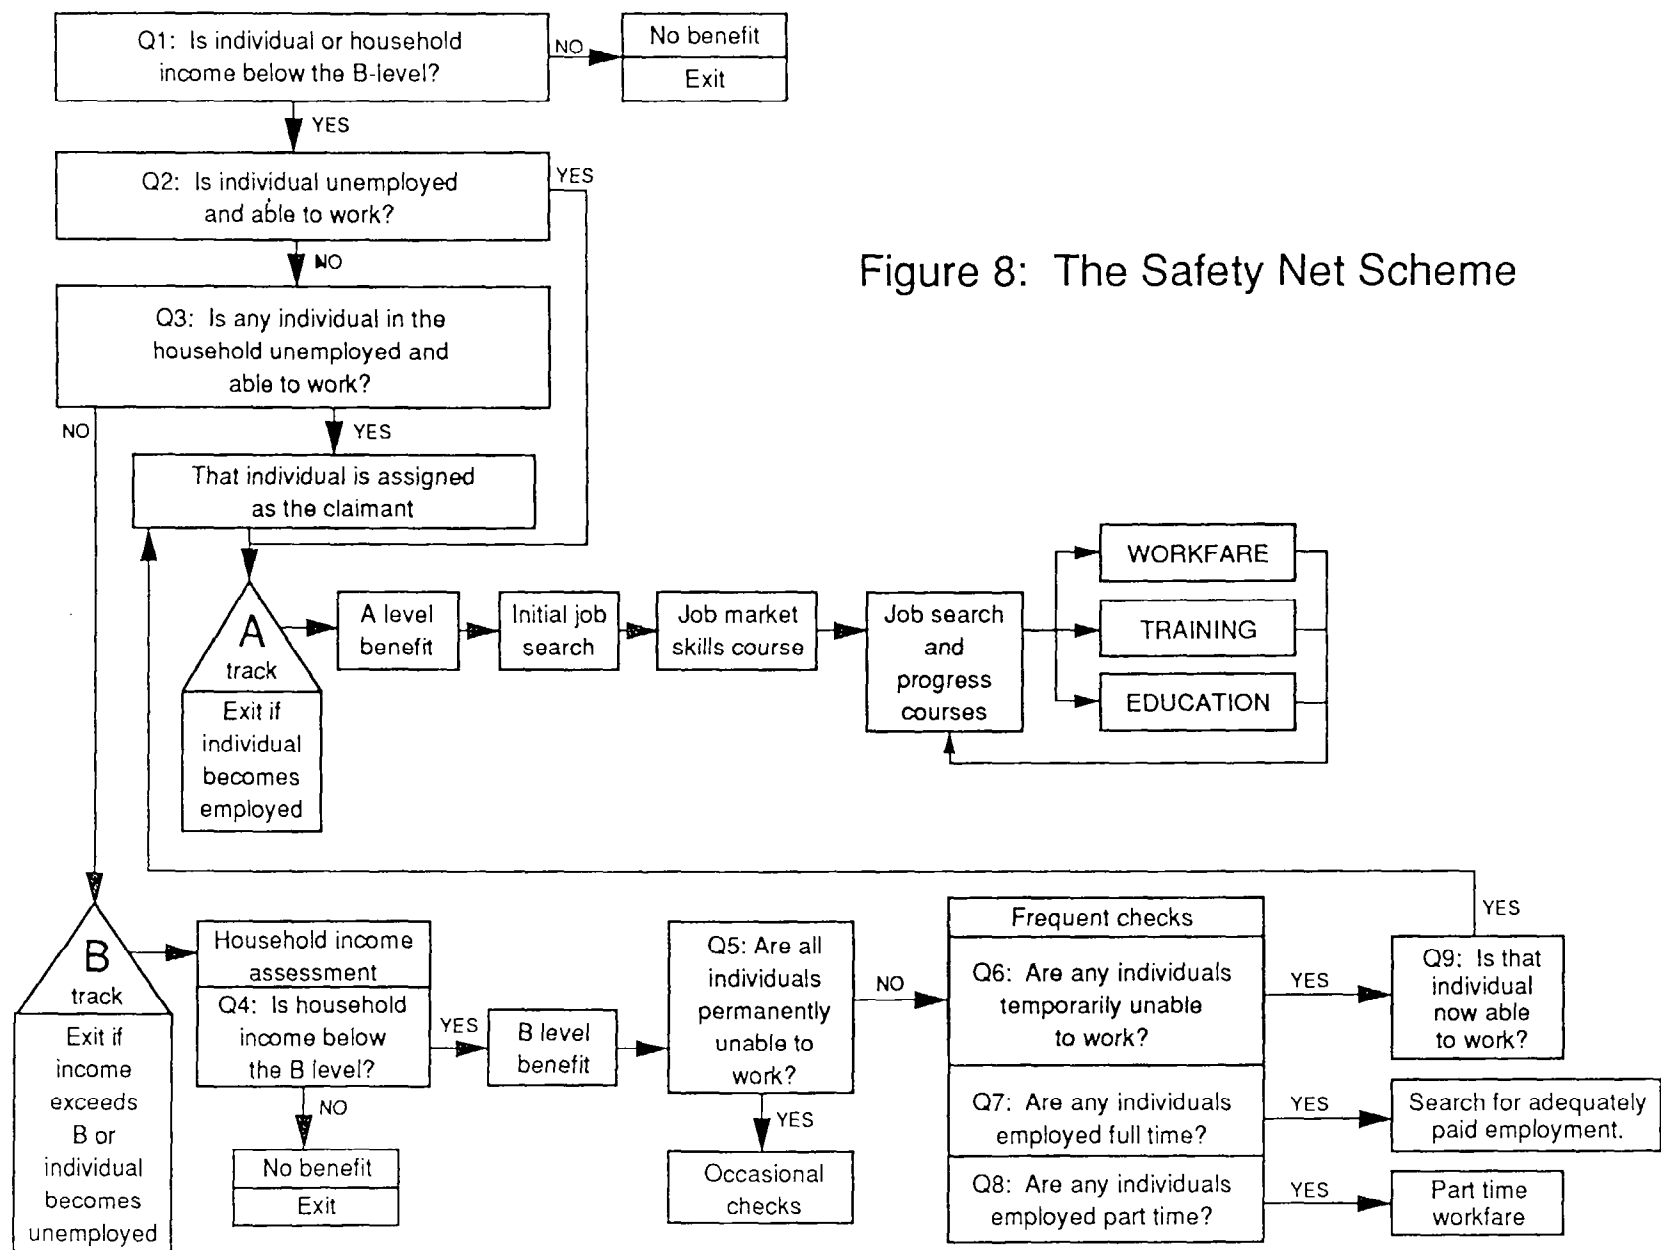 Q1: Is individual or household
income below the B-level?
NO
No benefit
Exit
YES
Q2: Is individual unemployed
and able to work?
YES
NO
Figure 8: The Safety Net Scheme
Q3: Is any individual in the
household unemployed and
able to work?
NO
YES
That individual is assigned
as the claimant
A
track
Exit if
individual
becomes
employed
A level
benefit
Initial job
search
Job market
skills course
Job search
and
progress
courses
WORKFARE
TRAINING
EDUCATION
B
track
Exit if
income
exceeds
B or
individual
becomes
unemployed
Household income
assessment
Q4: Is household
income below
the B level?
YES
NO
No benefit
Exit
B level
benefit
Q5: Are all
individuals
permanently
unable to
work?
NO
YES
Occasional
checks
Frequent checks
Q6: Are any individuals
temporarily unable
to work?
YES
Q9: Is that
individual
now able
to work?
YES
Q7: Are any individuals
employed full time?
YES
Search for adequately
paid employment.
Q8: Are any individuals
employed part time?
YES
Part time
workfare